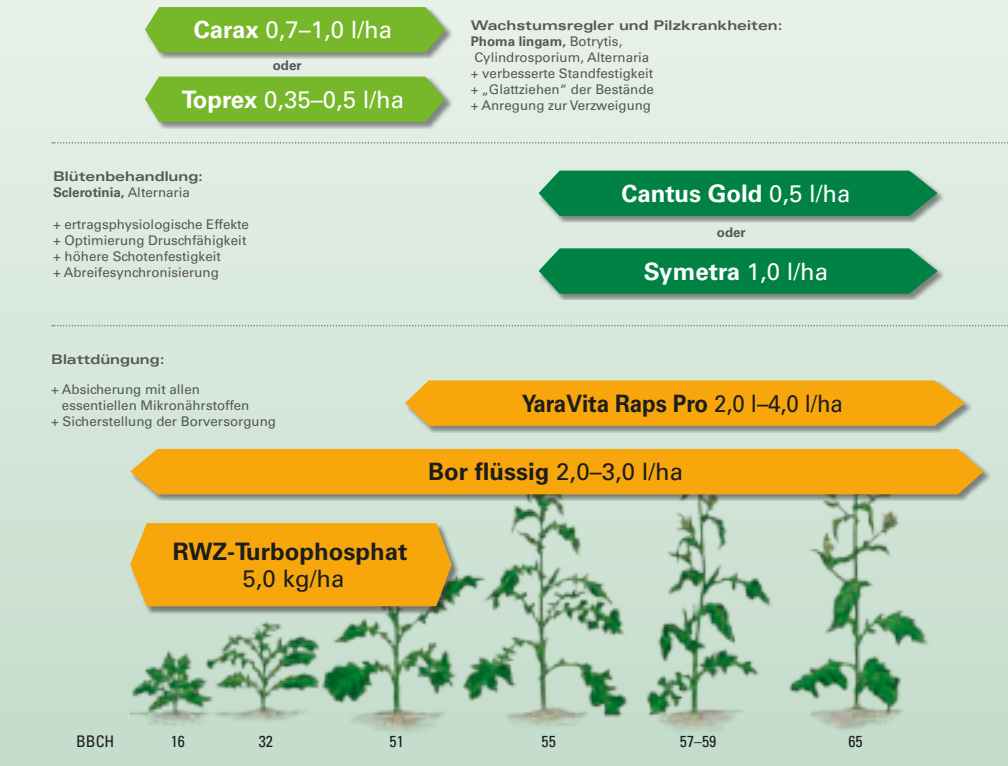 Carax 0,7–1,0 l/ha
oder
Toprex 0,35–0,5 l/ha
Wachstumsregler und Pilzkrankheiten:
Phoma lingam, Botrytis,
Cylindrosporium, Alternaria
+ verbesserte Standfestigkeit
+ „Glattziehen“ der Bestände
+ Anregung zur Verzweigung
Blütenbehandlung:
Sclerotinia, Alternaria
+ ertragsphysiologische Effekte
+ Optimierung Druschfähigkeit
+ höhere Schotenfestigkeit
+ Abreifesynchronisierung
Cantus Gold 0,5 l/ha
oder
Symetra 1,0 l/ha
Blattdüngung:
+ Absicherung mit allen
essentiellen Mikronährstoffen
+ Sicherstellung der Borversorgung
YaraVita Raps Pro 2,0 l–4,0 l/ha
Bor flüssig 2,0–3,0 l/ha
RWZ-Turbophosphat
5,0 kg/ha
BBCH 16 32 51 55 57–59 65